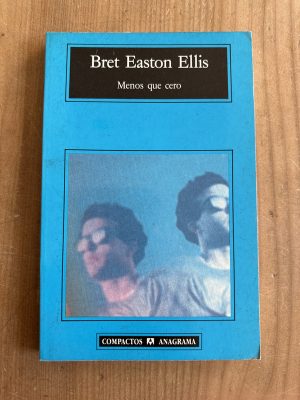 Bret Easton Ellis
Menos que cero
COMPACTOS A ANAGRAMA